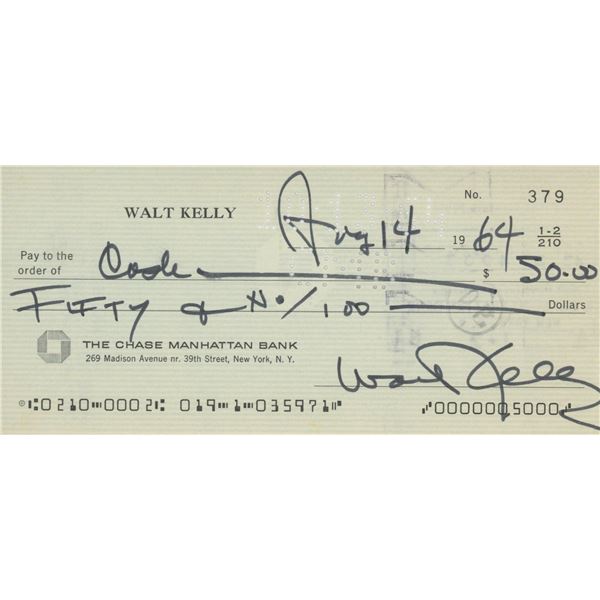 No. 379
WALT KELLY
Aug 14 1964 1-2/210
Pay to the order of Cash $ 50.00
FIFTY & No/100 Dollars
THE CHASE MANHATTAN BANK
269 Madison Avenue nr. 39th Street, New York, N. Y.
Walt Kelly
⑆0210⑉0002⑆ 019⑉1⑉035971⑈ ⑈0000005000⑈